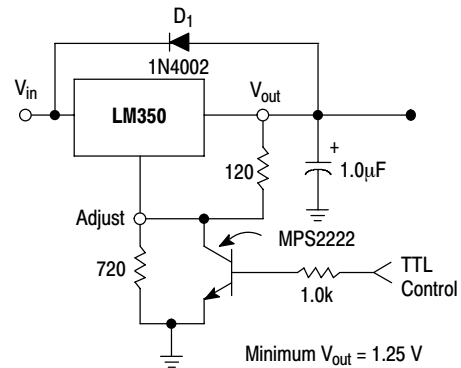 D1
1N4002
Vin
LM350
Vout
120
+
1.0µF
Adjust
MPS2222
720
1.0k
TTL
Control
Minimum Vout = 1.25 V